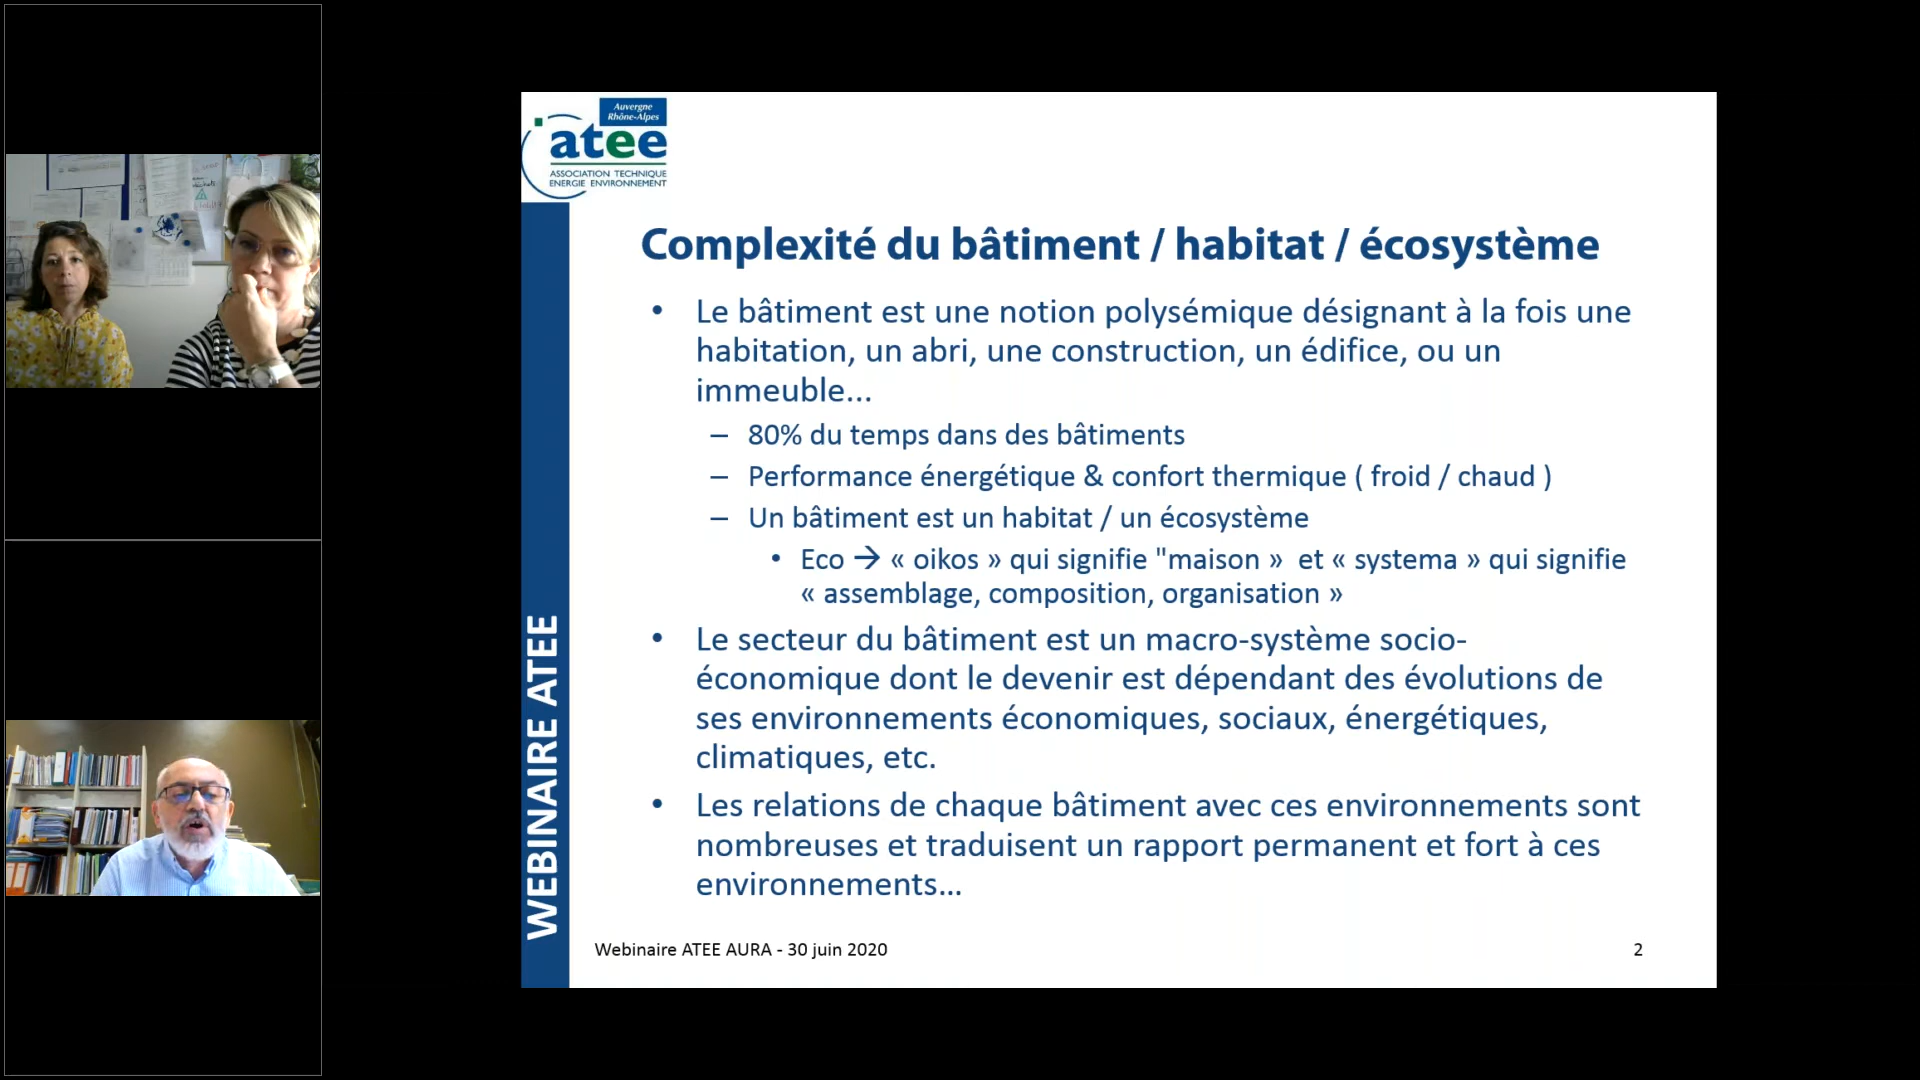 Auvergne
Rhône-Alpes
atee
ASSOCIATION TECHNIQUE
ENERGIE ENVIRONNEMENT
WEBINAIRE ATEE
Complexité du bâtiment / habitat / écosystème
• Le bâtiment est une notion polysémique désignant à la fois une
habitation, un abri, une construction, un édifice, ou un
immeuble...
– 80% du temps dans des bâtiments
– Performance énergétique & confort thermique ( froid / chaud )
– Un bâtiment est un habitat / un écosystème
• Eco → « oikos » qui signifie "maison »  et « systema » qui signifie
« assemblage, composition, organisation »
• Le secteur du bâtiment est un macro-système socio-
économique dont le devenir est dépendant des évolutions de
ses environnements économiques, sociaux, énergétiques,
climatiques, etc.
• Les relations de chaque bâtiment avec ces environnements sont
nombreuses et traduisent un rapport permanent et fort à ces
environnements...
Webinaire ATEE AURA - 30 juin 2020
2